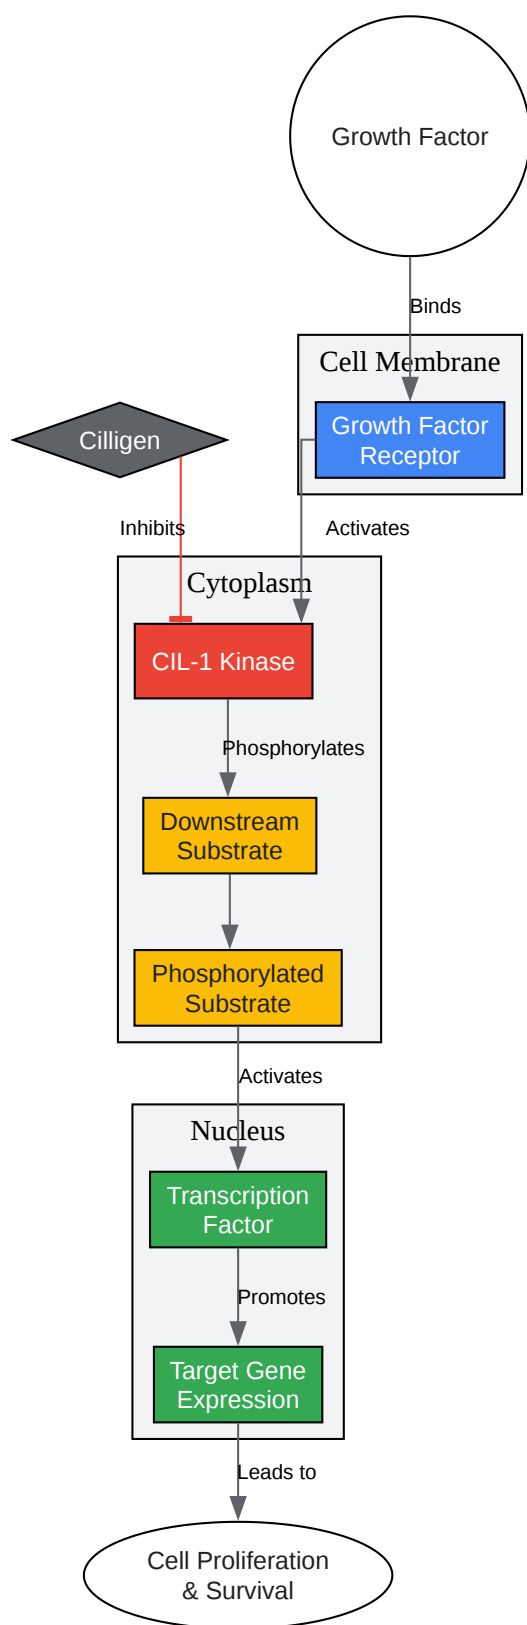 Growth Factor
Binds
Cell Membrane
Growth Factor
Receptor
Cilligen
Inhibits
Activates
Cytoplasm
CIL-1 Kinase
Phosphorylates
Downstream
Substrate
Phosphorylated
Substrate
Activates
Nucleus
Transcription
Factor
Promotes
Target Gene
Expression
Leads to
Cell Proliferation
& Survival